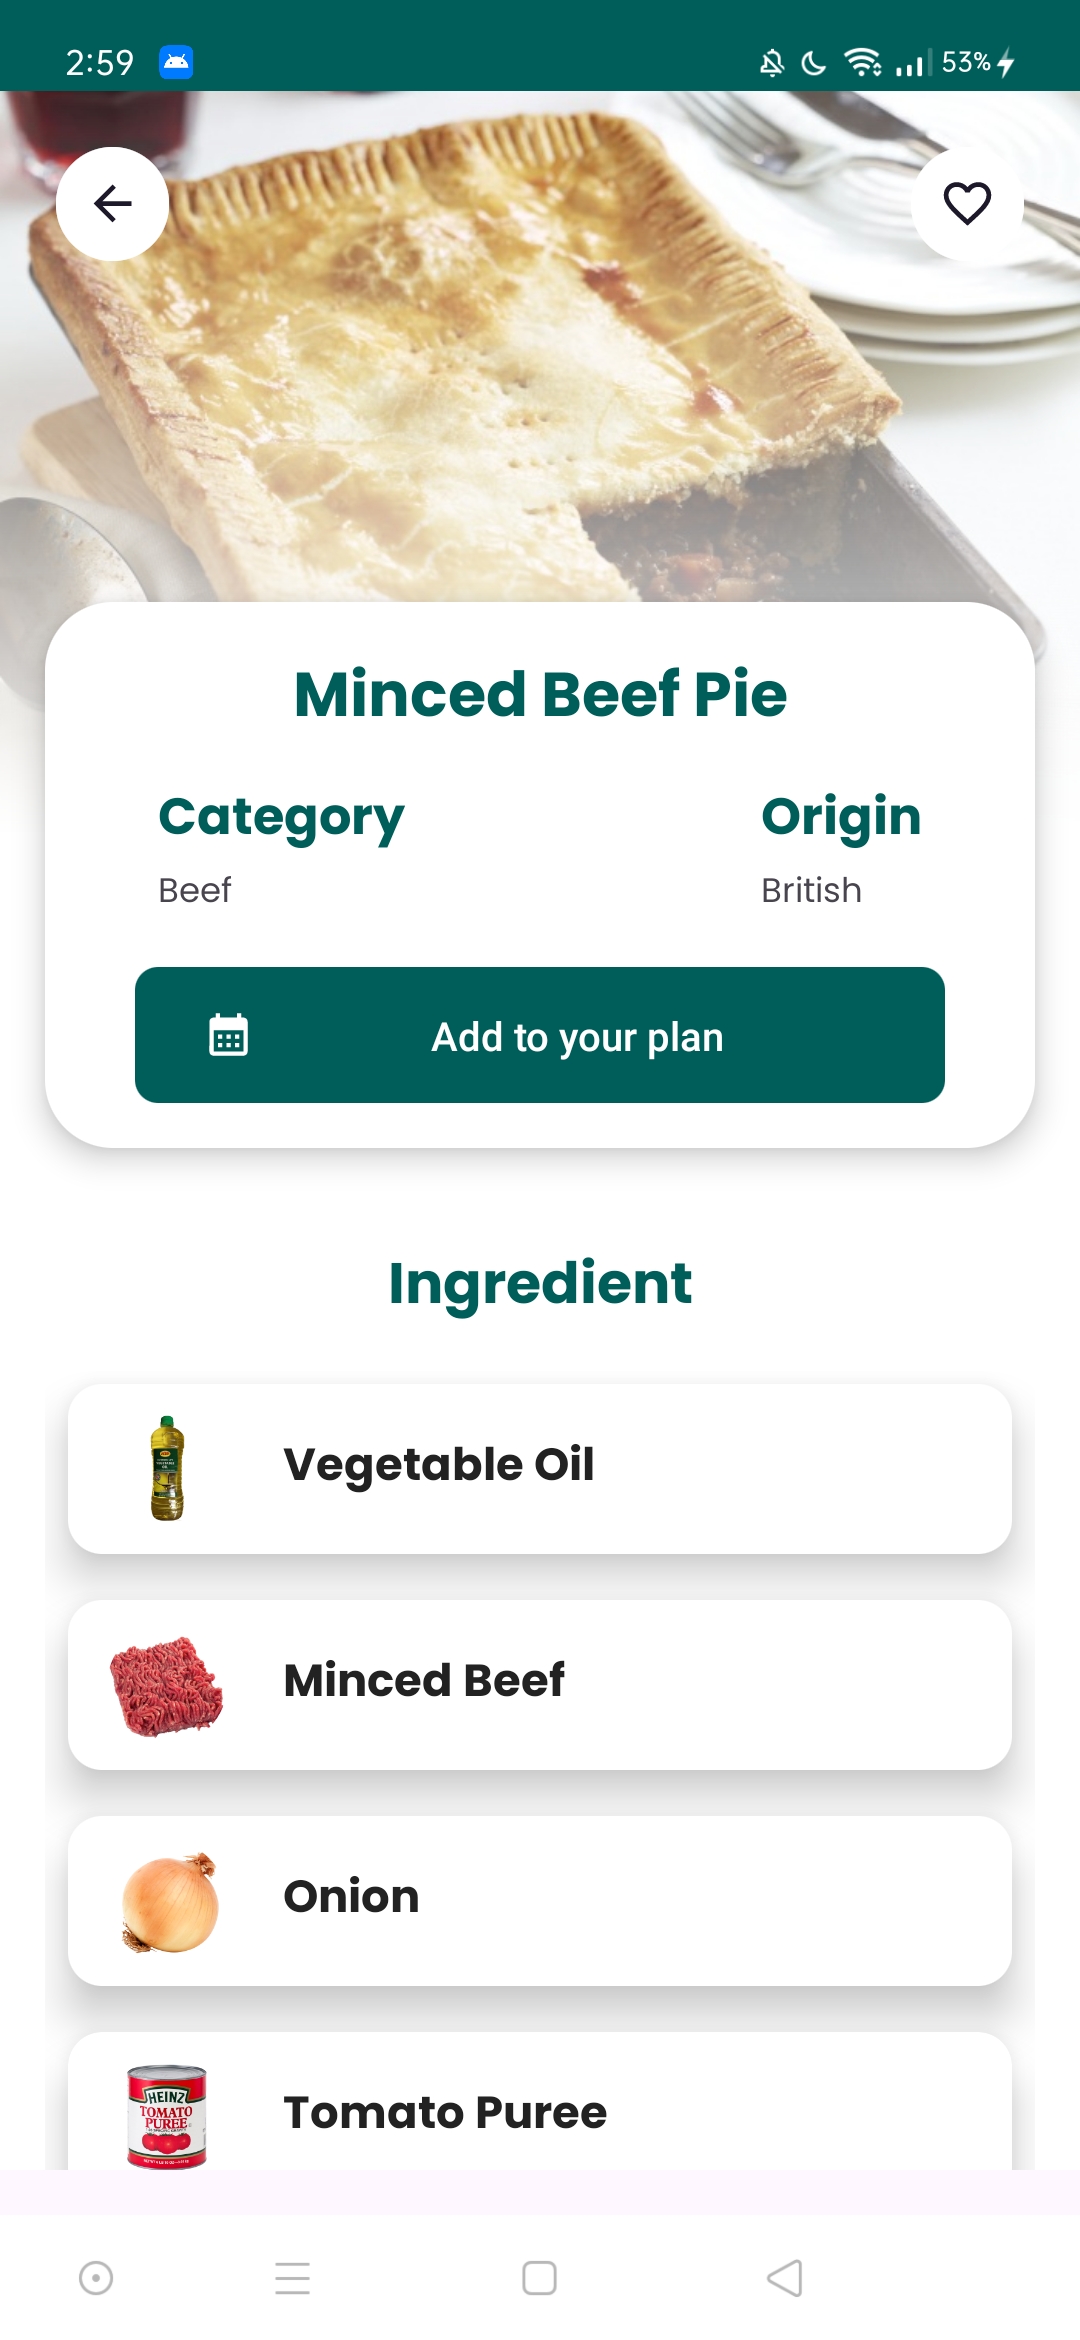 2:59 53%
Minced Beef Pie
Category Origin
Beef British
Add to your plan
Ingredient
Vegetable Oil
Minced Beef
Onion
HEINZ
TOMATO
PUREE
Tomato Puree